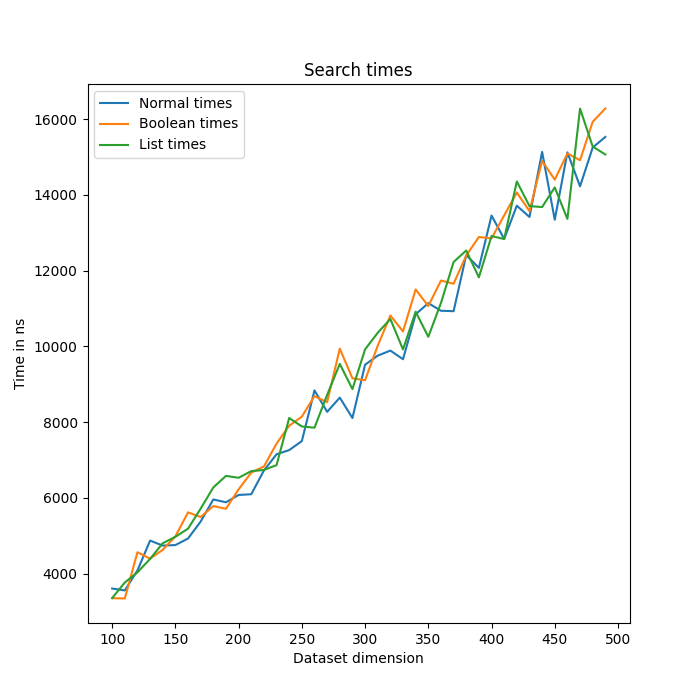 Search times
Normal times
Boolean times
List times
16000
14000
12000
10000
8000
6000
4000
Time in ns
100 150 200 250 300 350 400 450 500
Dataset dimension